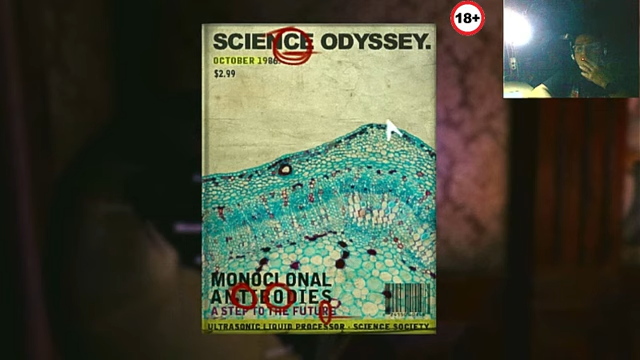 18+
SCIENCE ODYSSEY.
OCTOBER 1986.
$2.99
MONOCLONAL
ANTIBODIES
A STEP TO THE FUTURE
ULTRASONIC LIQUID PROCESSOR - SCIENCE SOCIETY